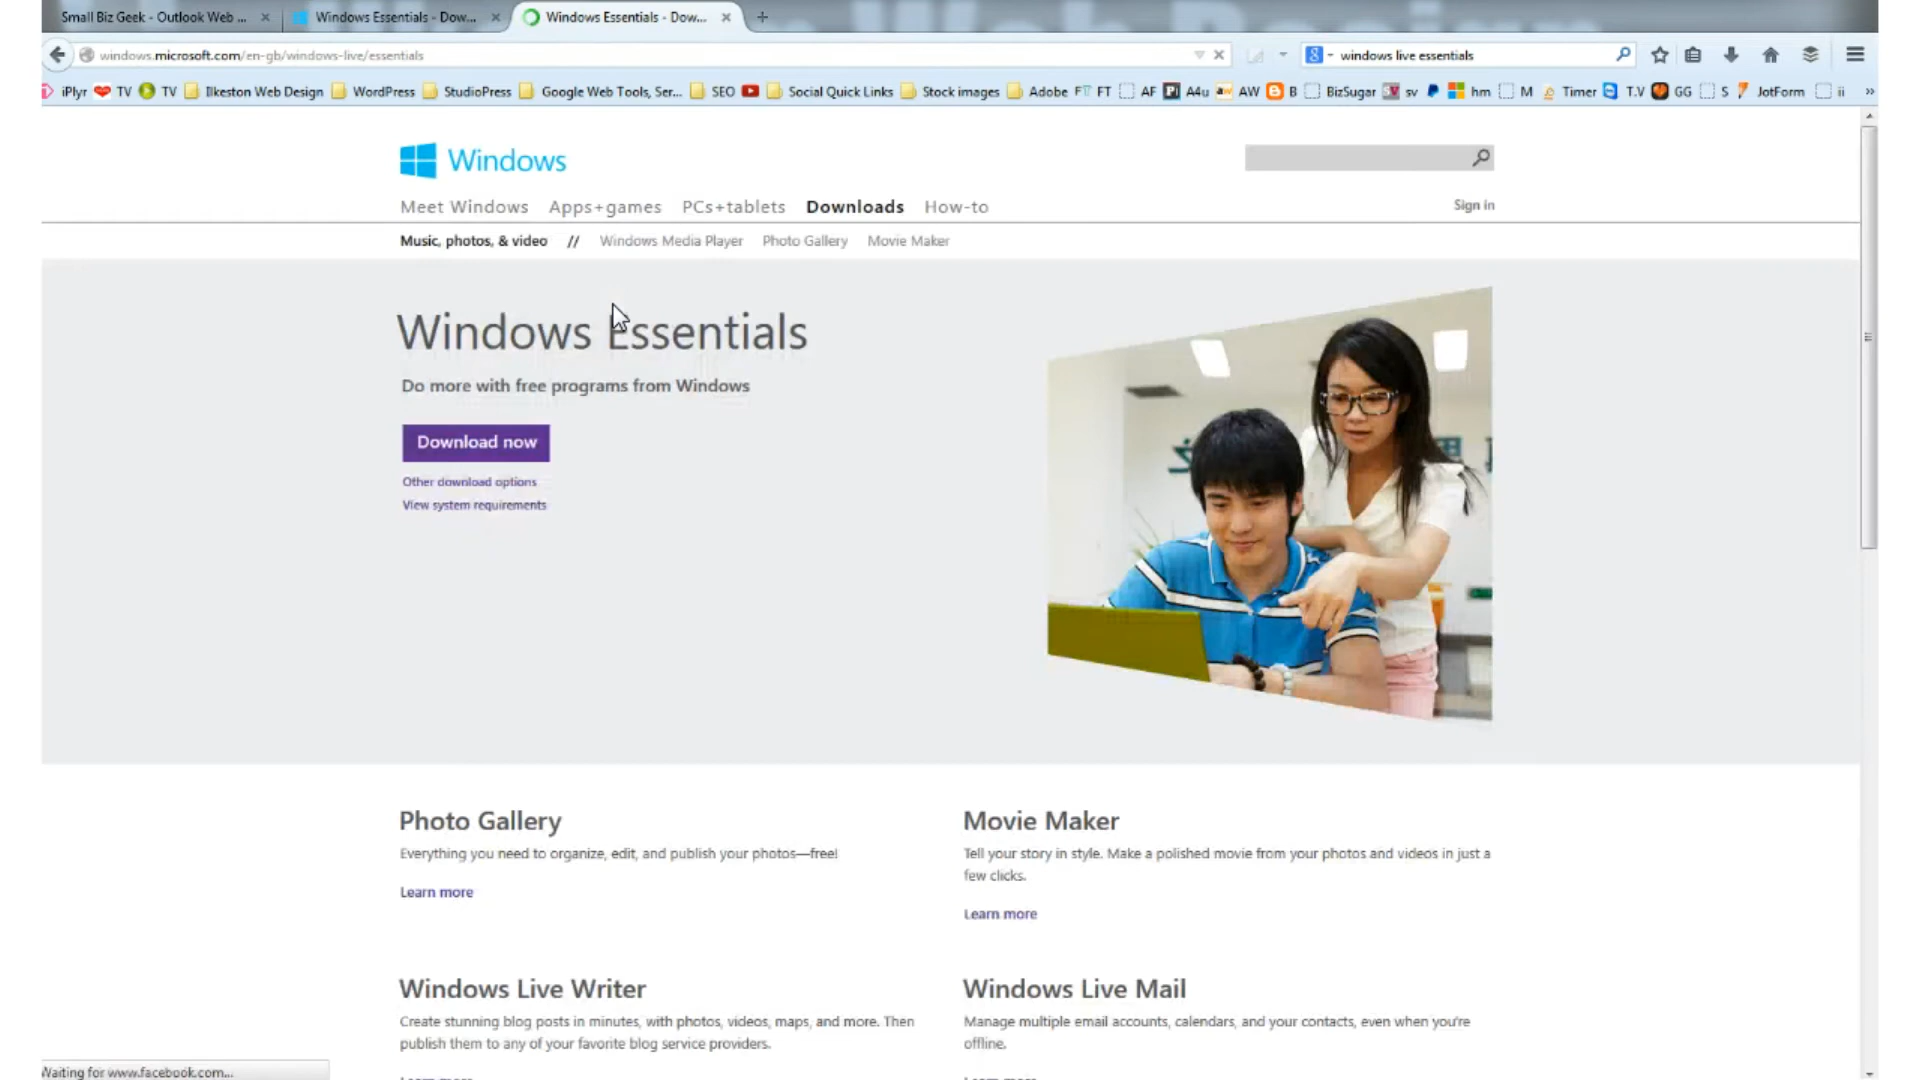 Small Biz Geek - Outlook Web ...
Windows Essentials - Dow...
Windows Essentials - Dow...
windows.microsoft.com/en-gb/windows-live/essentials
windows live essentials
iPlyr TV TV Ilkeston Web Design WordPress StudioPress Google Web Tools, Ser... SEO Social Quick Links Stock images Adobe FT AF A4u AW B BizSugar sv hm M Timer T.V GG S JotForm ii »
Windows
Meet Windows Apps+games PCs+tablets Downloads How-to
Sign in
Music, photos, & video // Windows Media Player Photo Gallery Movie Maker
Windows Essentials
Do more with free programs from Windows
Download now
Other download options
View system requirements
Photo Gallery
Everything you need to organize, edit, and publish your photos—free!
Learn more
Movie Maker
Tell your story in style. Make a polished movie from your photos and videos in just a
few clicks.
Learn more
Windows Live Writer
Create stunning blog posts in minutes, with photos, videos, maps, and more. Then
publish them to any of your favorite blog service providers.
Windows Live Mail
Manage multiple email accounts, calendars, and your contacts, even when you're
offline.
Waiting for www.facebook.com...